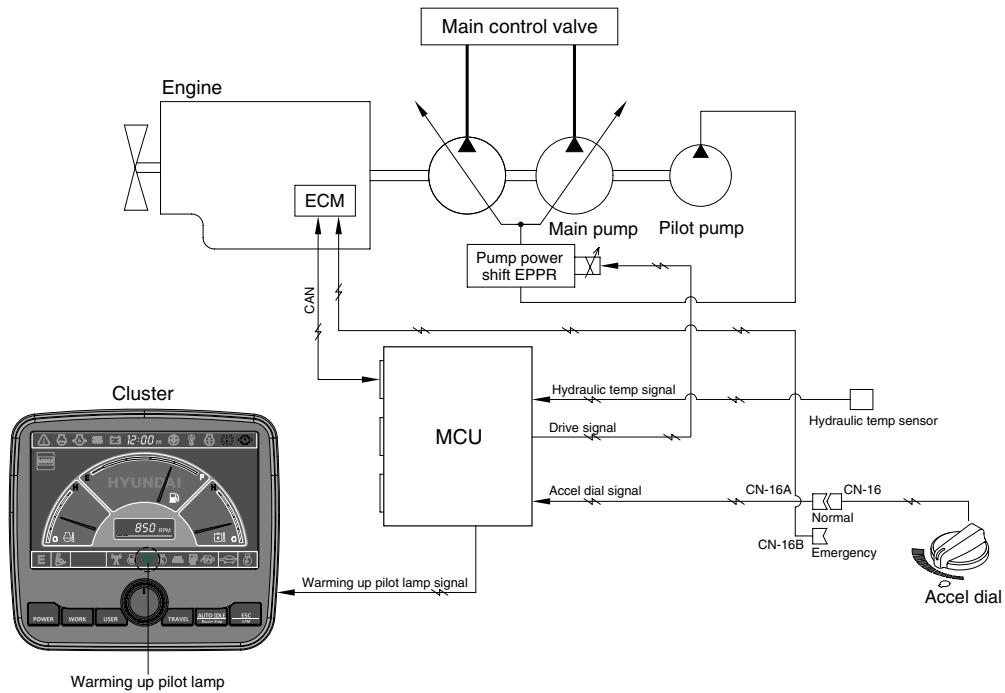 Main control valve
Engine
ECM
Main pump
Pilot pump
Pump power
shift EPPR
CAN
Cluster
MCU
Hydraulic temp signal
Hydraulic temp sensor
Drive signal
Accel dial signal
CN-16A
CN-16
Normal
CN-16B
Emergency
Accel dial
Warming up pilot lamp signal
12:00
E
F
H
H
HYUNDAI
850 RPM
C
C
E
POWER
WORK
USER
TRAVEL
AUTO IDLE
Buzzer Stop
ESC
CAM
Warming up pilot lamp